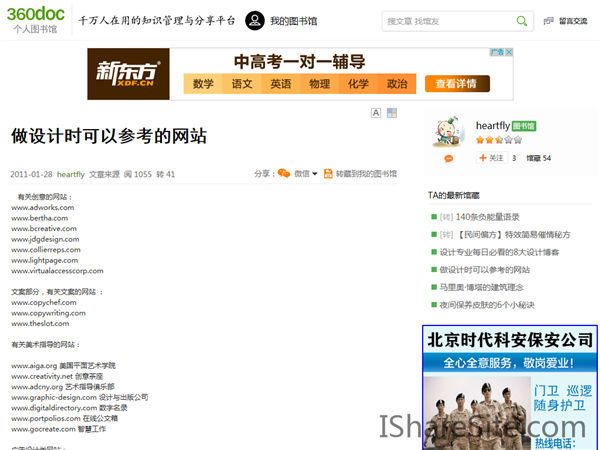 360doc
个人图书馆
千万人在用的知识管理与分享平台
我的图书馆
搜文章 找馆友
留言交流
广告
新东方
XDF.CN
中高考一对一辅导
数学 语文 英语 物理 化学 政治
查看详情
A
做设计时可以参考的网站
2011-01-28 heartfly 文章来源 阅 1055 转 41
分享： 微信 转藏到我的图书馆
有关创意的网站：
www.adworks.com
www.bertha.com
www.bcreative.com
www.jdgdesign.com
www.collierreps.com
www.lightpage.com
www.virtualaccesscorp.com
文案部分，有关文案的网站 ：
www.copychef.com
www.copywriting.com
www.theslot.com
有关美术指导的网站：
www.aiga.org 美国平面艺术学院
www.creativity.net 创意茶座
www.adcny.org 艺术指导俱乐部
www.graphic-design.com 设计与出版公司
www.digitaldirectory.com 数字名录
www.portpolios.com 在线公文箱
www.gocreate.com 智慧工作
heartfly 图书馆
+ 关注 3 馆藏 54
TA的最新馆藏
[转] 140条负能量语录
[转] 【民间偏方】特效简易催情秘方
设计专业每日必看的8大设计博客
做设计时可以参考的网站
马里奥·博塔的建筑理念
夜间保养皮肤的6个小秘诀
北京时代科安保安公司
全心全意服务，敬岗爱业！
门卫 巡逻
随身护卫
热线电话
IShareSite.com